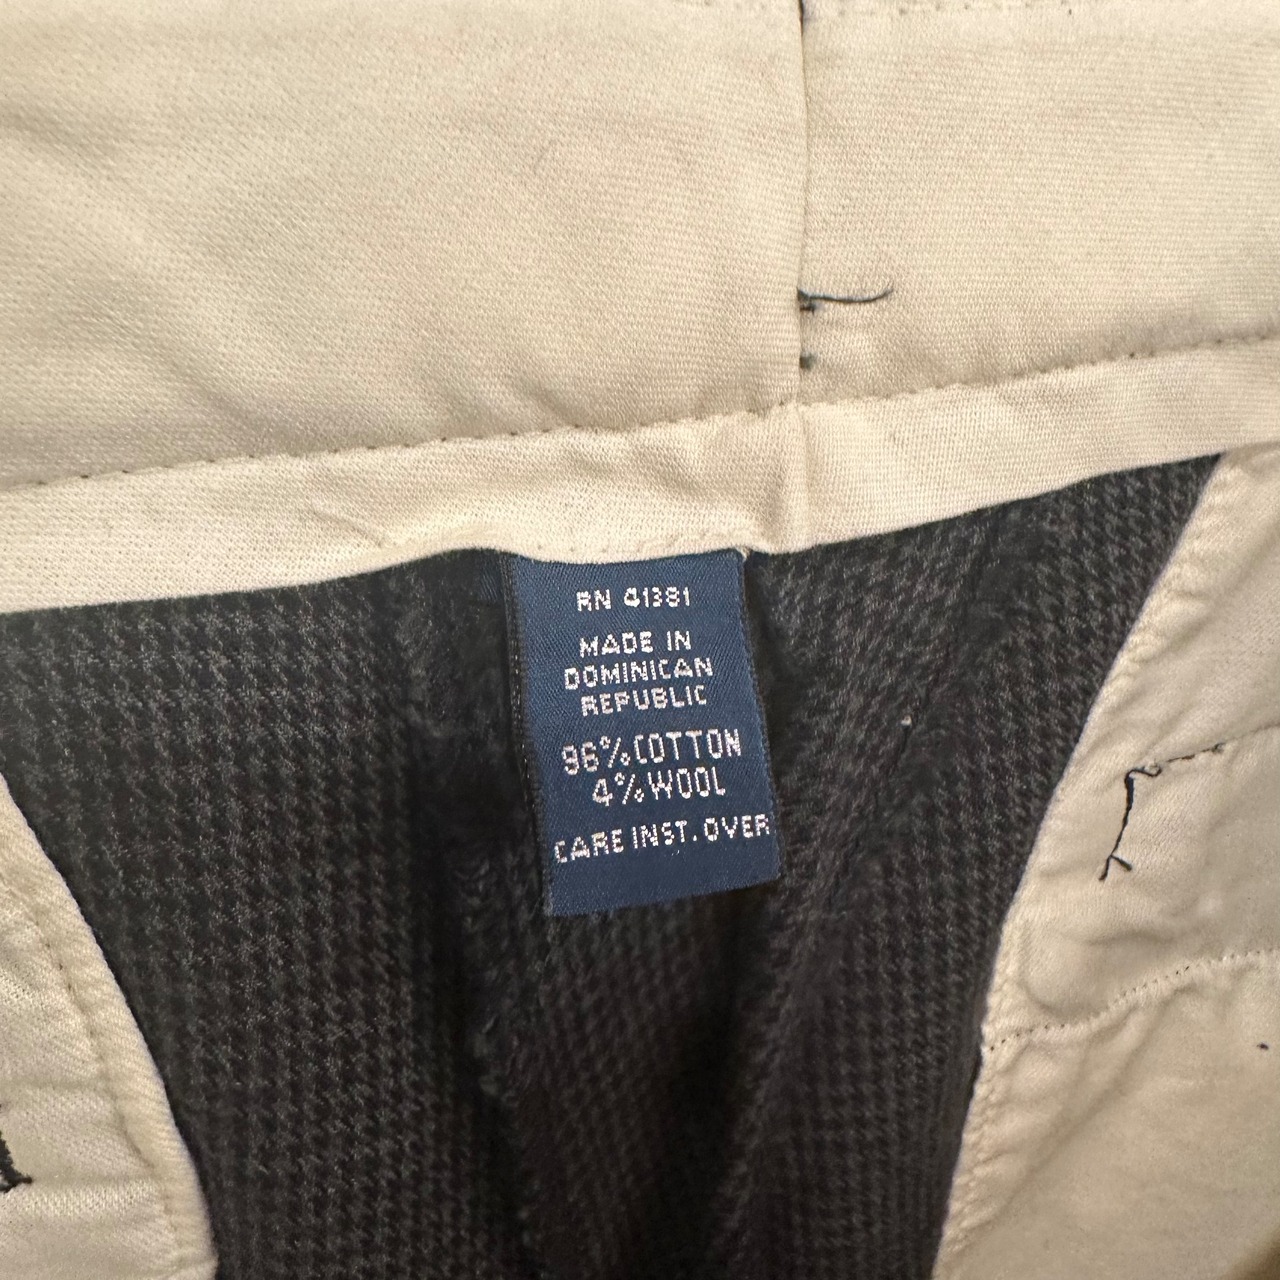 RN 41381
MADE IN
DOMINICAN
REPUBLIC
96%COTTON
4%WOOL
CARE INST. OVER